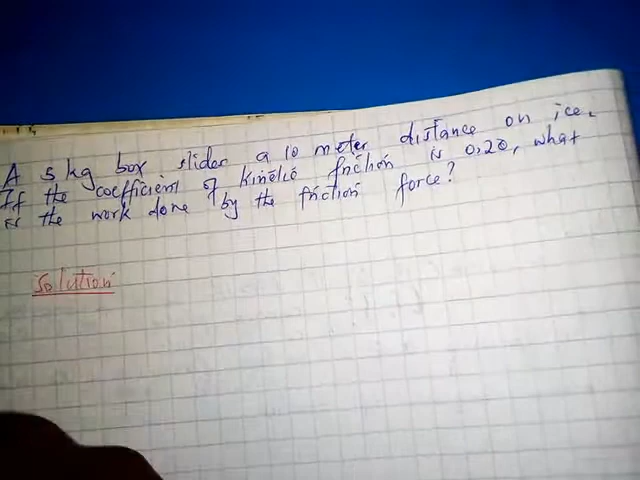 A 5 kg box slides a 10 meter distance on ice.
If the coefficient of kinetic friction is 0.20, what
is the work done by the friction force?
Solution